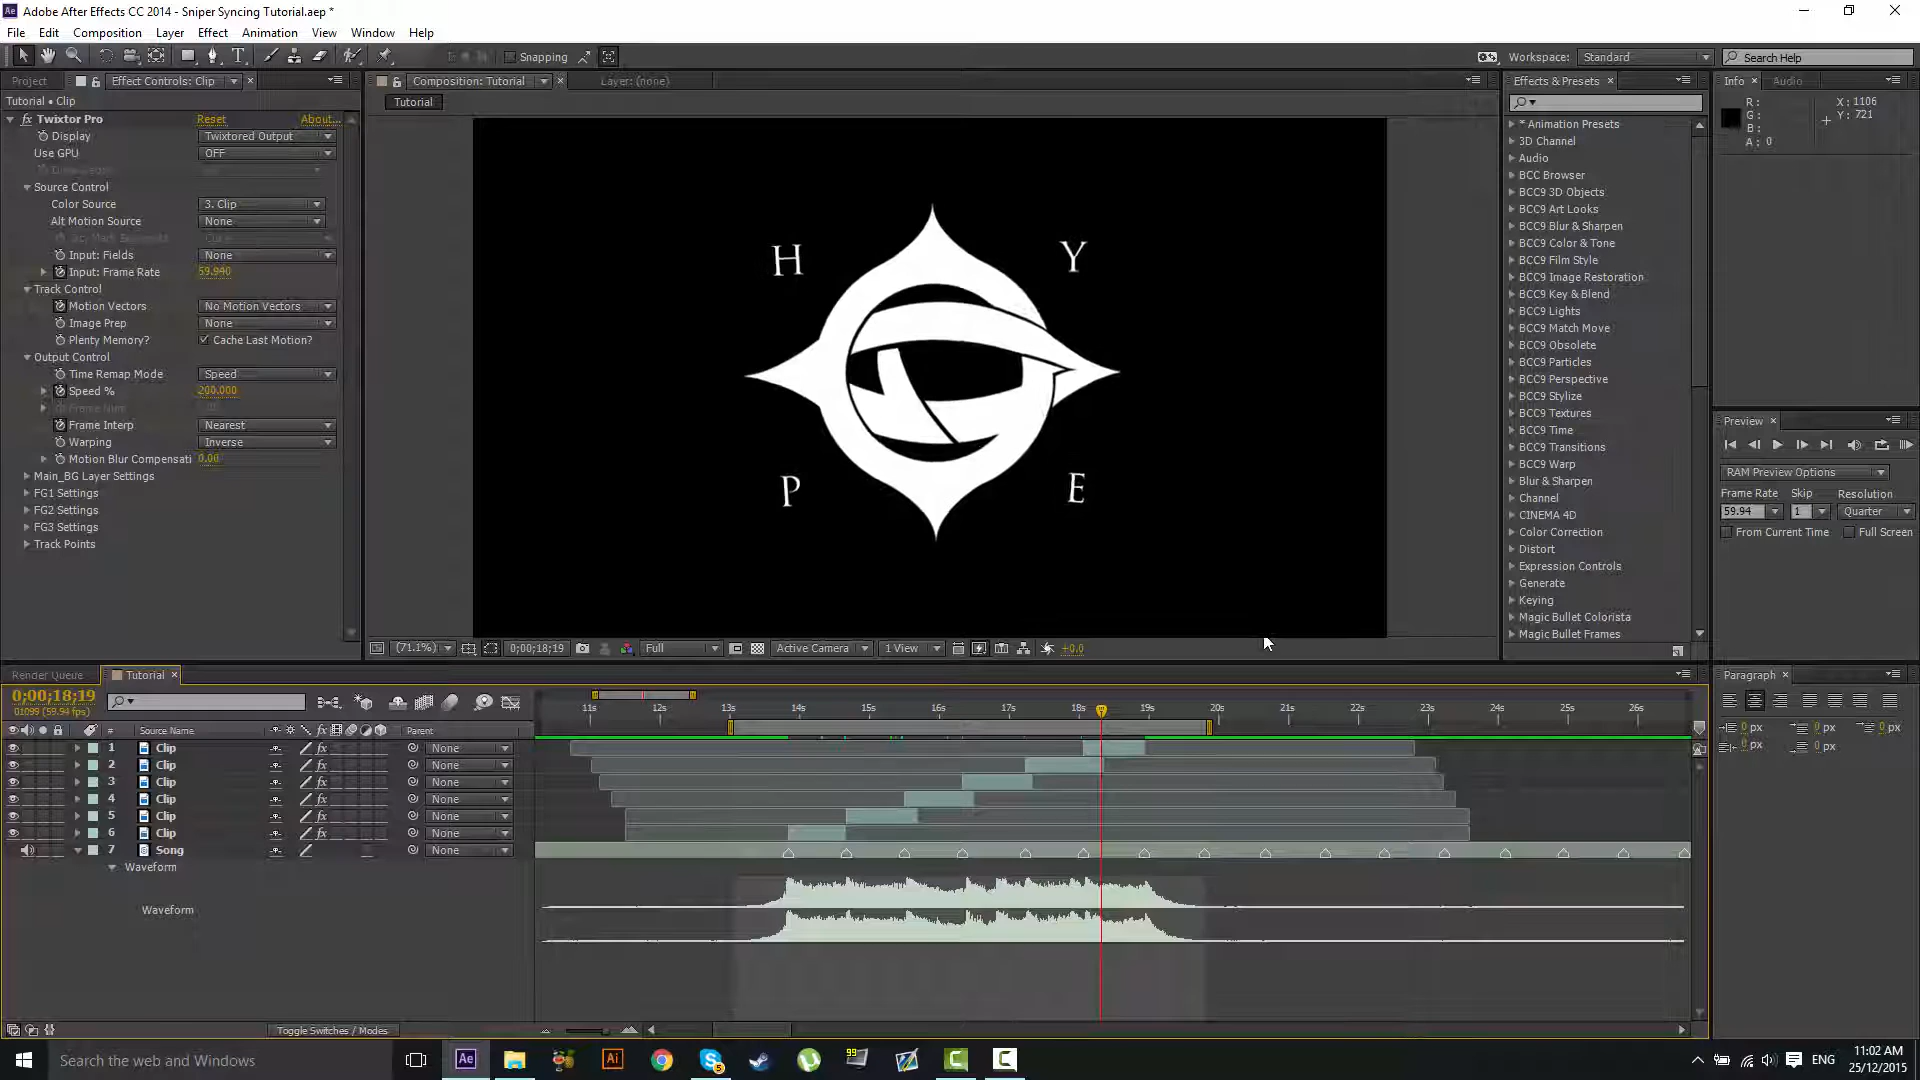 Adobe After Effects CC 2014 - Sniper Syncing Tutorial.aep *
File Edit Composition Layer Effect Animation View Window Help
Snapping
Workspace: Standard
Search Help
Project
Effect Controls: Clip
Composition: Tutorial
Layer: (none)
Effects & Presets
Info
Audio
Tutorial • Clip
Tutorial
Twixtor Pro Reset About...
Display Twixtored Output
Use GPU OFF
Source Control
Color Source 3. Clip
Alt Motion Source None
Input: Fields None
Input: Frame Rate 59.940
Track Control
Motion Vectors No Motion Vectors
Image Prep None
Plenty Memory? Cache Last Motion?
Output Control
Time Remap Mode Speed
Speed % 200.000
Frame Num
Frame Interp Nearest
Warping Inverse
Motion Blur Compensati 0.00
Main_BG Layer Settings
FG1 Settings
FG2 Settings
FG3 Settings
Track Points
H Y
P E
(71.1%) 0;00;18;19 Full Active Camera 1 View +0.0
* Animation Presets
3D Channel
Audio
BCC Browser
BCC9 3D Objects
BCC9 Art Looks
BCC9 Blur & Sharpen
BCC9 Color & Tone
BCC9 Film Style
BCC9 Image Restoration
BCC9 Key & Blend
BCC9 Lights
BCC9 Match Move
BCC9 Obsolete
BCC9 Particles
BCC9 Perspective
BCC9 Stylize
BCC9 Textures
BCC9 Time
BCC9 Transitions
BCC9 Warp
Blur & Sharpen
Channel
CINEMA 4D
Color Correction
Distort
Expression Controls
Generate
Keying
Magic Bullet Colorista
Magic Bullet Frames
R: X: 1106
G: Y: 721
B:
A: 0
Preview
RAM Preview Options
Frame Rate Skip Resolution
59.94 1 Quarter
From Current Time Full Screen
Paragraph
0 px 0 px 0 px
0 px 0 px
Render Queue
Tutorial
0;00;18;19
01099 (59.94 fps)
11s 12s 13s 14s 15s 16s 17s 18s 19s 20s 21s 22s 23s 24s 25s 26s
# Source Name Parent
1 Clip None
2 Clip None
3 Clip None
4 Clip None
5 Clip None
6 Clip None
7 Song None
Waveform
Waveform
Toggle Switches / Modes
Search the web and Windows
Ae
Ai
5
99
ENG
11:02 AM
25/12/2015